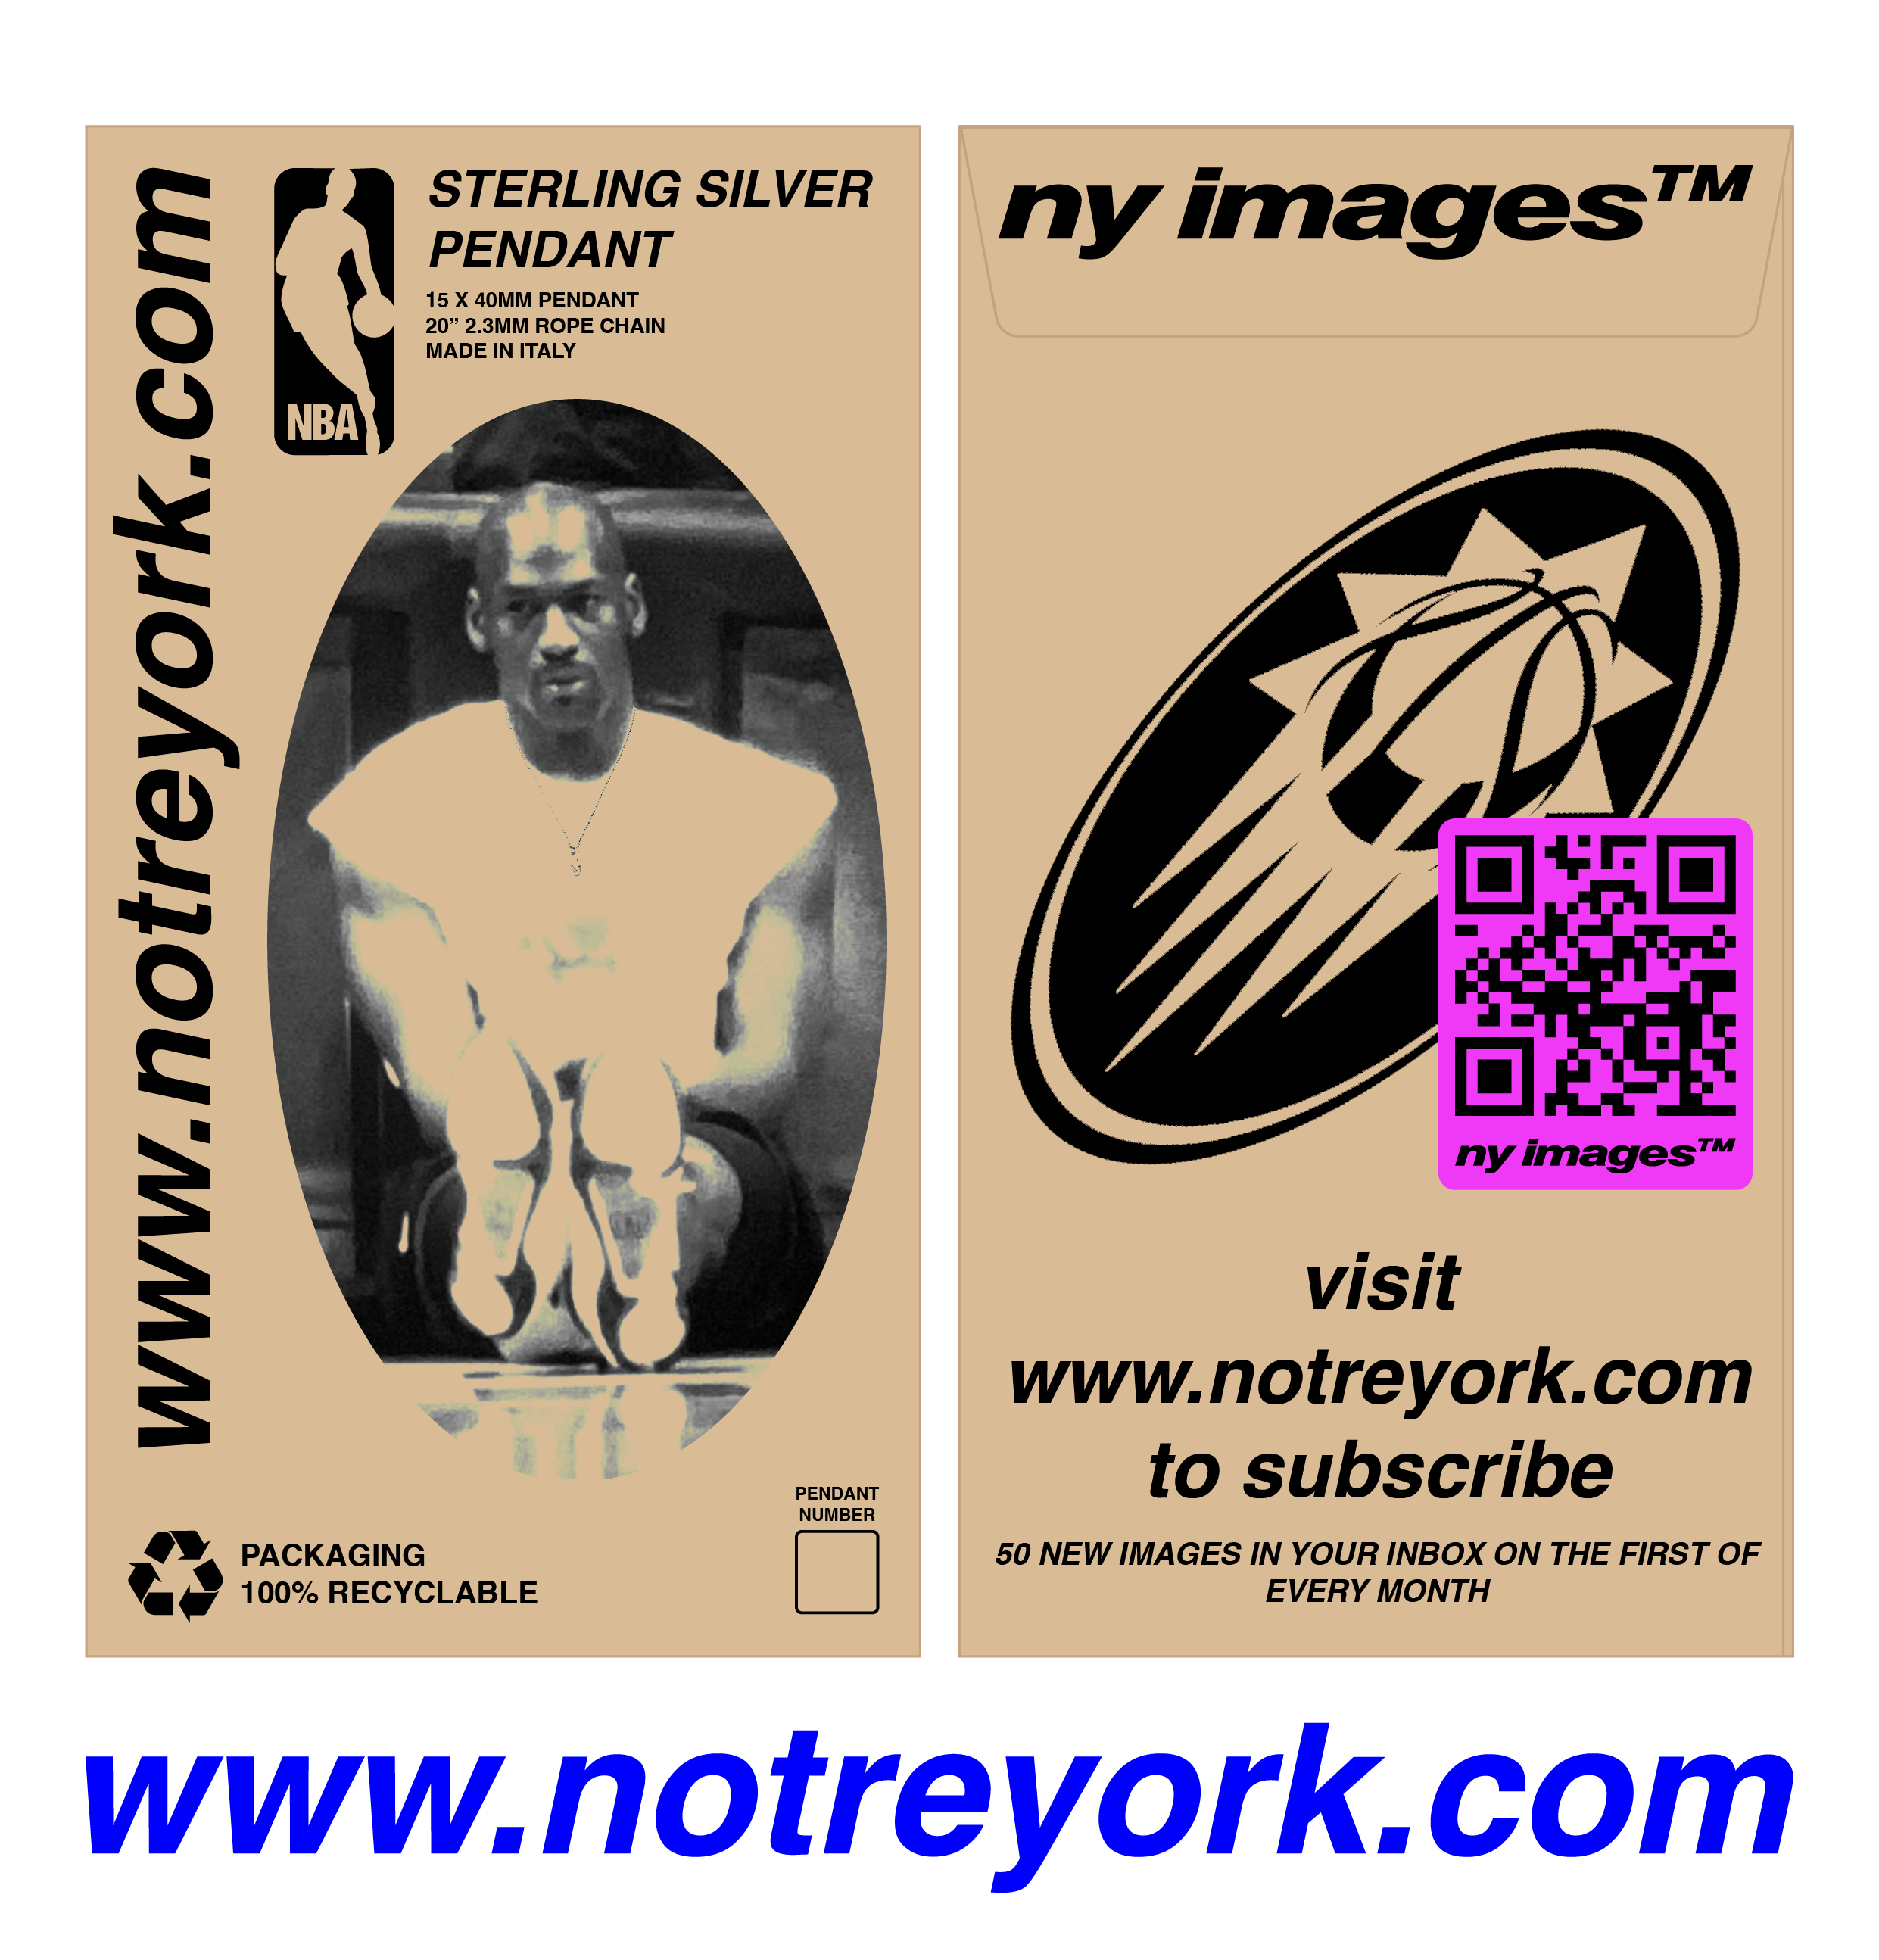 www.notreyork.com
NBA
STERLING SILVER
PENDANT
15 X 40MM PENDANT
20” 2.3MM ROPE CHAIN
MADE IN ITALY
PENDANT
NUMBER
PACKAGING
100% RECYCLABLE
ny images™
ny images™
visit
www.notreyork.com
to subscribe
50 NEW IMAGES IN YOUR INBOX ON THE FIRST OF
EVERY MONTH
www.notreyork.com